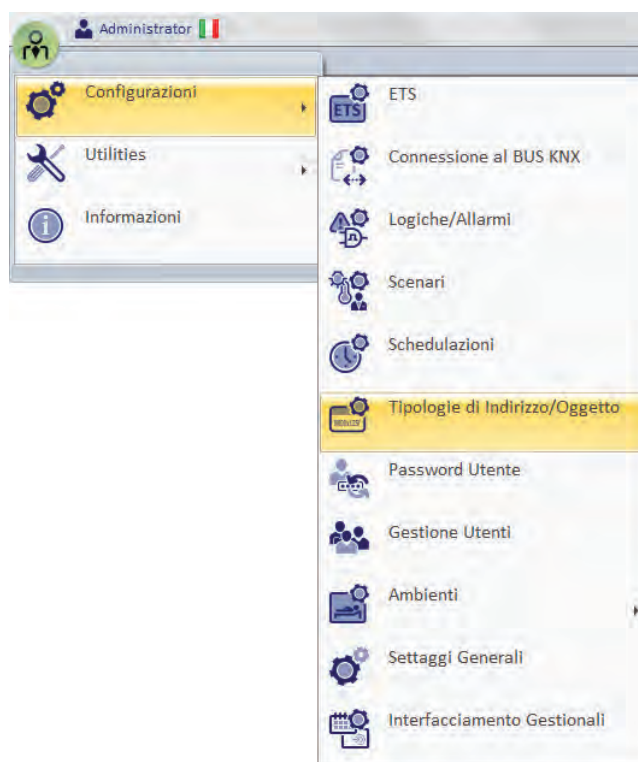 Administrator
Configurazioni
Utilities
Informazioni
ETS
ETS
Connessione al BUS KNX
Logiche/Allarmi
Scenari
Schedulazioni
Tipologie di Indirizzo/Oggetto
Password Utente
Gestione Utenti
Ambienti
Settaggi Generali
Interfacciamento Gestionali